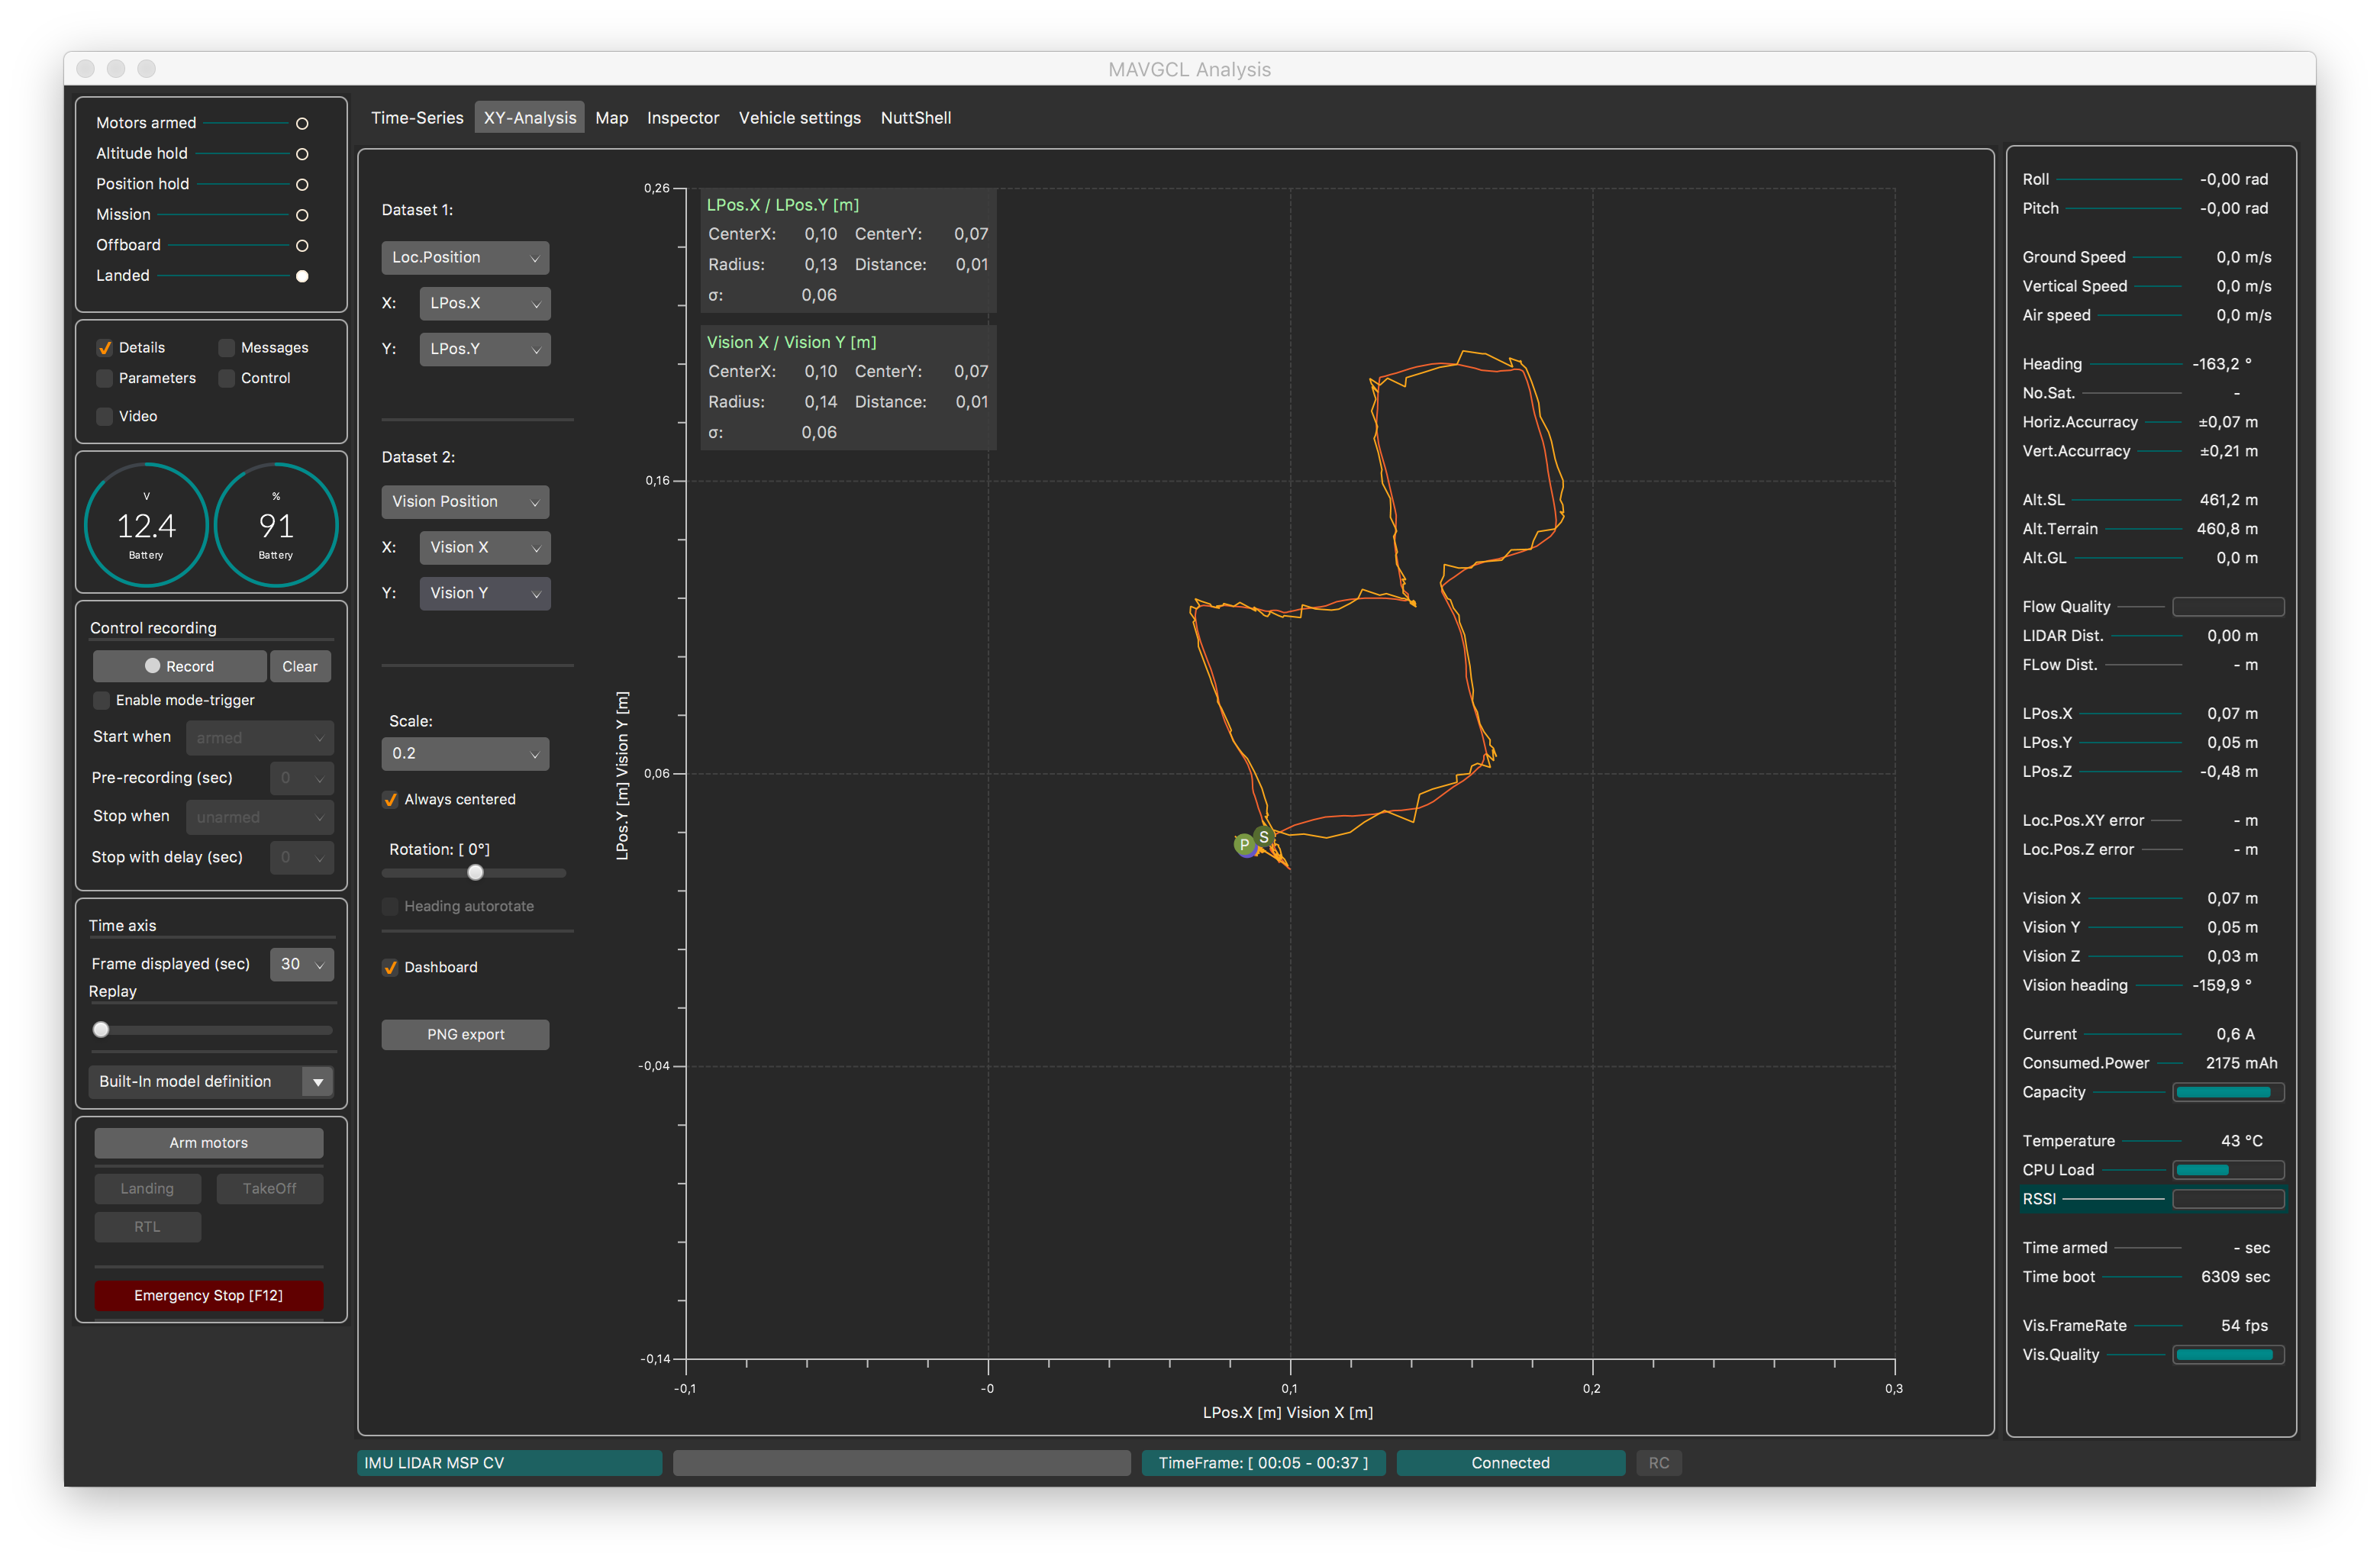 MAVGCL Analysis
Motors armed
Altitude hold
Position hold
Mission
Offboard
Landed
Details Messages
Parameters Control
Video
V
12.4
Battery
%
91
Battery
Control recording
Record Clear
Enable mode-trigger
Start when armed
Pre-recording (sec) 0
Stop when unarmed
Stop with delay (sec) 0
Time axis
Frame displayed (sec) 30
Replay
Built-In model definition
Arm motors
Landing TakeOff
RTL
Emergency Stop [F12]
Time-Series XY-Analysis Map Inspector Vehicle settings NuttShell
Dataset 1:
Loc.Position
X: LPos.X
Y: LPos.Y
Dataset 2:
Vision Position
X: Vision X
Y: Vision Y
Scale:
0.2
Always centered
Rotation: [ 0°]
Heading autorotate
Dashboard
PNG export
LPos.X / LPos.Y [m]
CenterX: 0,10 CenterY: 0,07
Radius: 0,13 Distance: 0,01
σ: 0,06
Vision X / Vision Y [m]
CenterX: 0,10 CenterY: 0,07
Radius: 0,14 Distance: 0,01
σ: 0,06
0,26
0,16
0,06
-0,04
-0,14
LPos.Y [m] Vision Y [m]
P S
-0,1 -0 0,1 0,2 0,3
LPos.X [m] Vision X [m]
Roll -0,00 rad
Pitch -0,00 rad
Ground Speed 0,0 m/s
Vertical Speed 0,0 m/s
Air speed 0,0 m/s
Heading -163,2 °
No.Sat. -
Horiz.Accurracy ±0,07 m
Vert.Accurracy ±0,21 m
Alt.SL 461,2 m
Alt.Terrain 460,8 m
Alt.GL 0,0 m
Flow Quality
LIDAR Dist. 0,00 m
FLow Dist. - m
LPos.X 0,07 m
LPos.Y 0,05 m
LPos.Z -0,48 m
Loc.Pos.XY error - m
Loc.Pos.Z error - m
Vision X 0,07 m
Vision Y 0,05 m
Vision Z 0,03 m
Vision heading -159,9 °
Current 0,6 A
Consumed.Power 2175 mAh
Capacity
Temperature 43 °C
CPU Load
RSSI
Time armed - sec
Time boot 6309 sec
Vis.FrameRate 54 fps
Vis.Quality
IMU LIDAR MSP CV
TimeFrame: [ 00:05 - 00:37 ]
Connected
RC